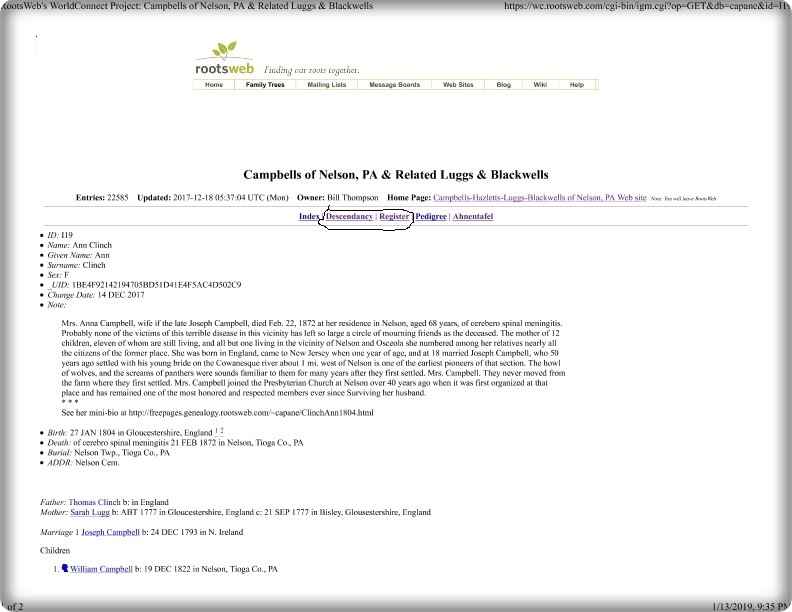 rootsWeb's WorldConnect Project: Campbells of Nelson, PA & Related Luggs & Blackwells
https://wc.rootsweb.com/cgi-bin/igm.cgi?op=GET&db=capane&id=I1
rootsweb Finding our roots together.
Home Family Trees Mailing Lists Message Boards Web Sites Blog Wiki Help
Campbells of Nelson, PA & Related Luggs & Blackwells
Entries: 22585 Updated: 2017-12-18 05:37:04 UTC (Mon) Owner: Bill Thompson Home Page: Campbells-Hazletts-Luggs-Blackwells of Nelson, PA Web site Note: You will leave RootsWeb
Index | Descendancy | Register | Pedigree | Ahnentafel
• ID: I19
• Name: Ann Clinch
• Given Name: Ann
• Surname: Clinch
• Sex: F
• _UID: 1BE4F92142194705BD51D41E4F5AC4D502C9
• Change Date: 14 DEC 2017
• Note:
Mrs. Anna Campbell, wife if the late Joseph Campbell, died Feb. 22, 1872 at her residence in Nelson, aged 68 years, of cerebro spinal meningitis.
Probably none of the victims of this terrible disease in this vicinity has left so large a circle of mourning friends as the deceased. The mother of 12
children, eleven of whom are still living, and all but one living in the vicinity of Nelson and Osceola she numbered among her relatives nearly all
the citizens of the former place. She was born in England, came to New Jersey when one year of age, and at 18 married Joseph Campbell, who 50
years ago settled with his young bride on the Cowanesque river about 1 mi. west of Nelson is one of the earliest pioneers of that section. The howl
of wolves, and the screams of panthers were sounds familiar to them for many years after they first settled. Mrs. Campbell. They never moved from
the farm where they first settled. Mrs. Campbell joined the Presbyterian Church at Nelson over 40 years ago when it was first organized at that
place and has remained one of the most honored and respected members ever since Surviving her husband.
* * *
See her mini-bio at http://freepages.genealogy.rootsweb.com/~capane/ClinchAnn1804.html
• Birth: 27 JAN 1804 in Gloucestershire, England 1 2
• Death: of cerebro spinal meningitis 21 FEB 1872 in Nelson, Tioga Co., PA
• Burial: Nelson Twp., Tioga Co., PA
• ADDR: Nelson Cem.
Father: Thomas Clinch b: in England
Mother: Sarah Lugg b: ABT 1777 in Gloucestershire, England c: 21 SEP 1777 in Bisley, Glousestershire, England
Marriage 1 Joseph Campbell b: 24 DEC 1793 in N. Ireland
Children
1. William Campbell b: 19 DEC 1822 in Nelson, Tioga Co., PA
of 2
1/13/2019, 9:35 PM